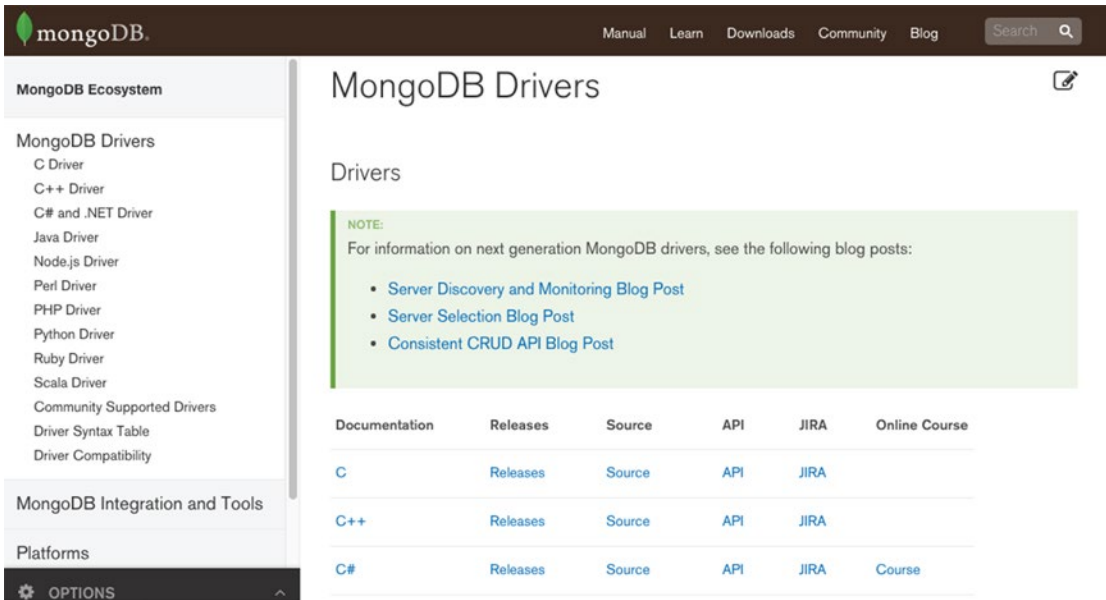 mongoDB.
Manual Learn Downloads Community Blog Search
MongoDB Ecosystem
MongoDB Drivers
C Driver
C++ Driver
C# and .NET Driver
Java Driver
Node.js Driver
Perl Driver
PHP Driver
Python Driver
Ruby Driver
Scala Driver
Community Supported Drivers
Driver Syntax Table
Driver Compatibility
MongoDB Integration and Tools
Platforms
OPTIONS
MongoDB Drivers
Drivers
NOTE:
For information on next generation MongoDB drivers, see the following blog posts:
• Server Discovery and Monitoring Blog Post
• Server Selection Blog Post
• Consistent CRUD API Blog Post
Documentation Releases Source API JIRA Online Course
C Releases Source API JIRA
C++ Releases Source API JIRA
C# Releases Source API JIRA Course